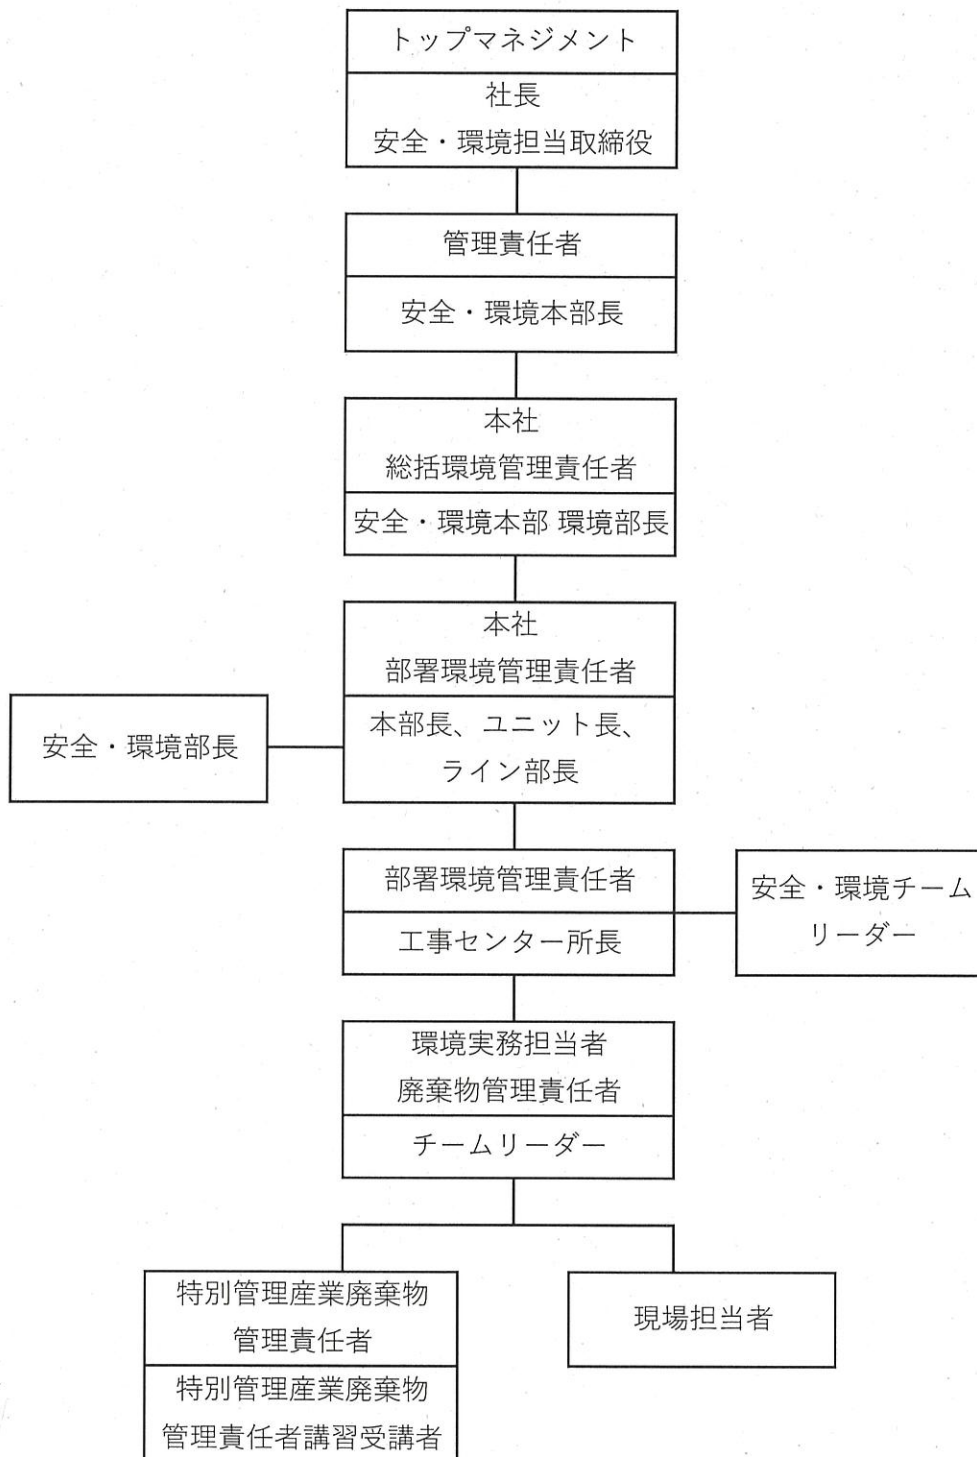 トップマネジメント
社長
安全・環境担当取締役
管理責任者
安全・環境本部長
本社
総括環境管理責任者
安全・環境本部 環境部長
本社
部署環境管理責任者
本部長、ユニット長、
ライン部長
安全・環境部長
部署環境管理責任者
工事センター所長
安全・環境チーム
リーダー
環境実務担当者
廃棄物管理責任者
チームリーダー
特別管理産業廃棄物
管理責任者
特別管理産業廃棄物
管理責任者講習受講者
現場担当者